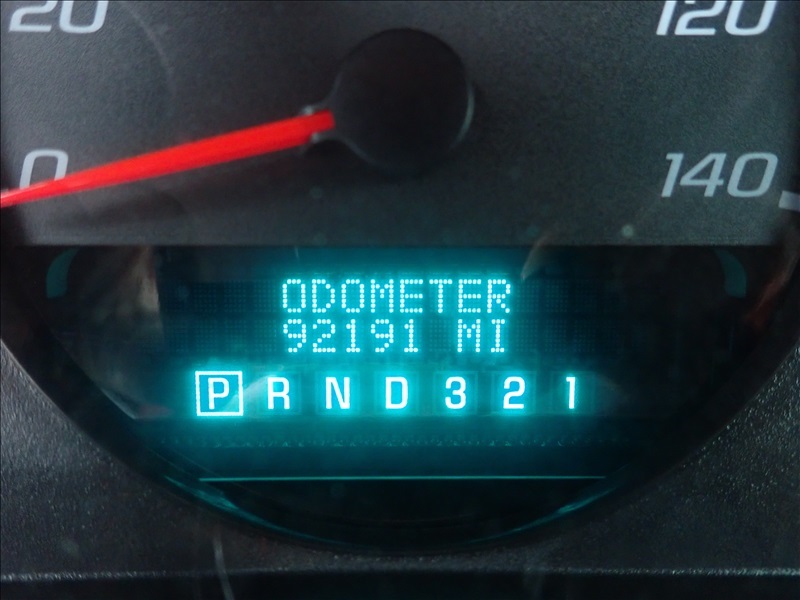 20 120
0 140
ODOMETER
92191 MI
P R N D 3 2 1